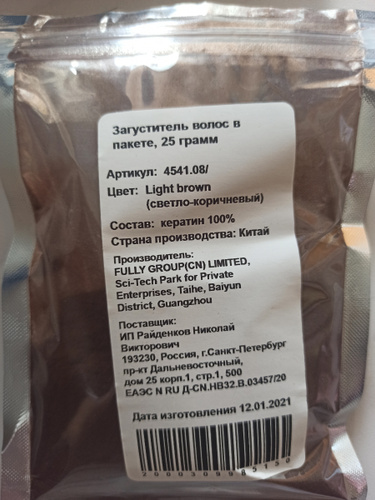 Загуститель волос в
пакете, 25 грамм
Артикул: 4541.08/
Цвет: Light brown
(светло-коричневый)
Состав: кератин 100%
Страна производства: Китай
Производитель:
FULLY GROUP(CN) LIMITED,
Sci-Tech Park for Private
Enterprises, Taihe, Baiyun
District, Guangzhou
Поставщик:
ИП Райденков Николай
Викторович
193230, Россия, г.Санкт-Петербург
пр-кт Дальневосточный,
дом 25 корп.1, стр.1, 500
ЕАЭС N RU Д-CN.НВ32.В.03457/20
Дата изготовления 12.01.2021